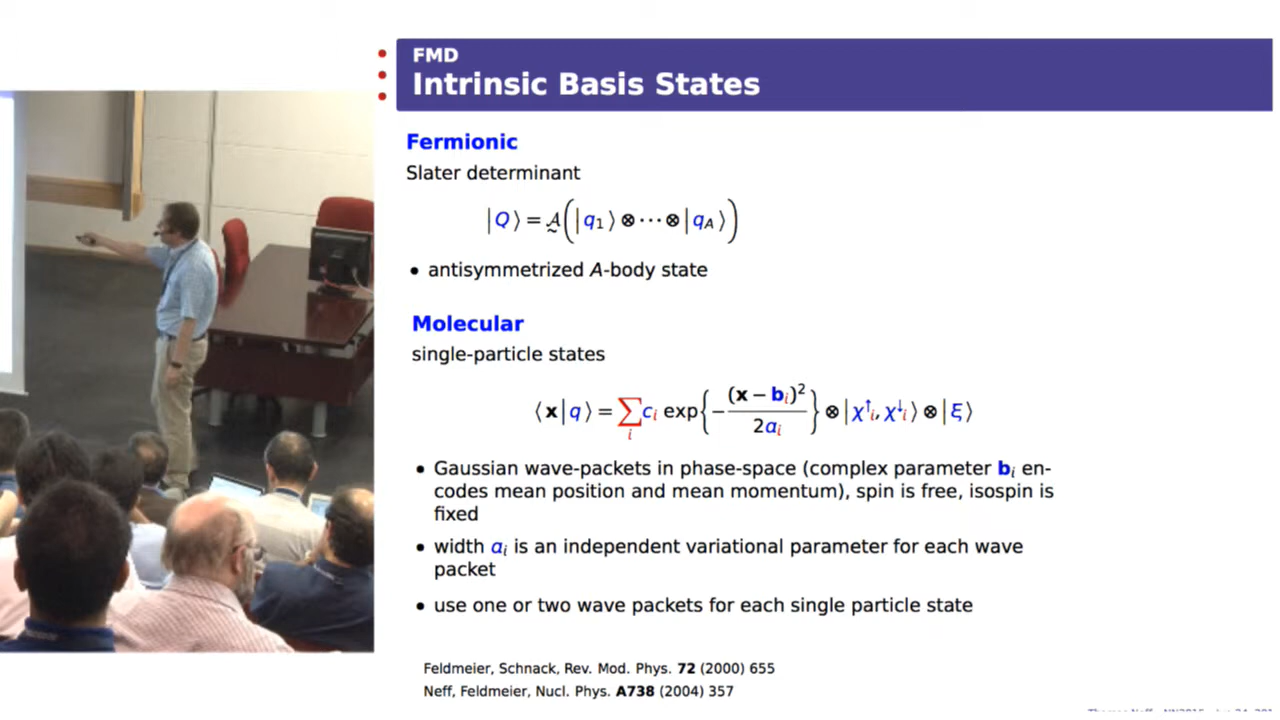 FMD
Intrinsic Basis States
Fermionic
Slater determinant
|Q⟩ = A(|q₁⟩ ⊗ ··· ⊗ |q_A⟩)
• antisymmetrized A-body state
Molecular
single-particle states
⟨x|q⟩ = ∑ᵢ cᵢ exp{−(x − bᵢ)² / 2aᵢ} ⊗ |χ↑ᵢ, χ↓ᵢ⟩ ⊗ |ξ⟩
• Gaussian wave-packets in phase-space (complex parameter bᵢ en-
codes mean position and mean momentum), spin is free, isospin is
fixed
• width aᵢ is an independent variational parameter for each wave
packet
• use one or two wave packets for each single particle state
Feldmeier, Schnack, Rev. Mod. Phys. 72 (2000) 655
Neff, Feldmeier, Nucl. Phys. A738 (2004) 357